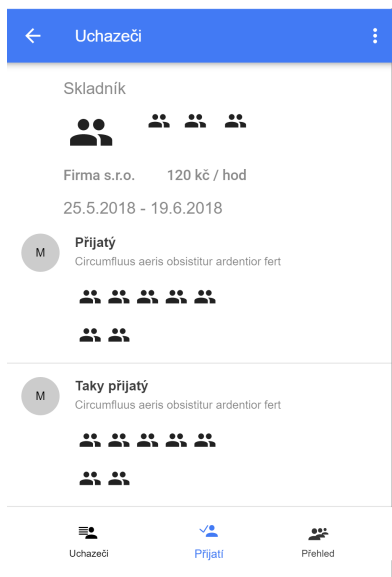 Uchazeči
Skladník
Firma s.r.o. 120 kč / hod
25.5.2018 - 19.6.2018
M
Přijatý
Circumfluus aeris obsistitur ardentior fert
M
Taky přijatý
Circumfluus aeris obsistitur ardentior fert
Uchazeči Přijatí Přehled